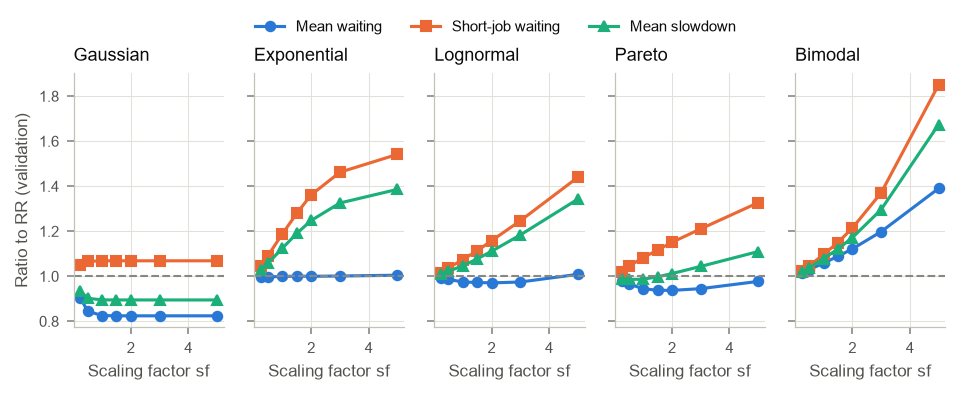 Mean waiting Short-job waiting Mean slowdown
Gaussian Exponential Lognormal Pareto Bimodal
Ratio to RR (validation)
1.8
1.6
1.4
1.2
1.0
0.8
2 4 2 4 2 4 2 4 2 4
Scaling factor sf Scaling factor sf Scaling factor sf Scaling factor sf Scaling factor sf